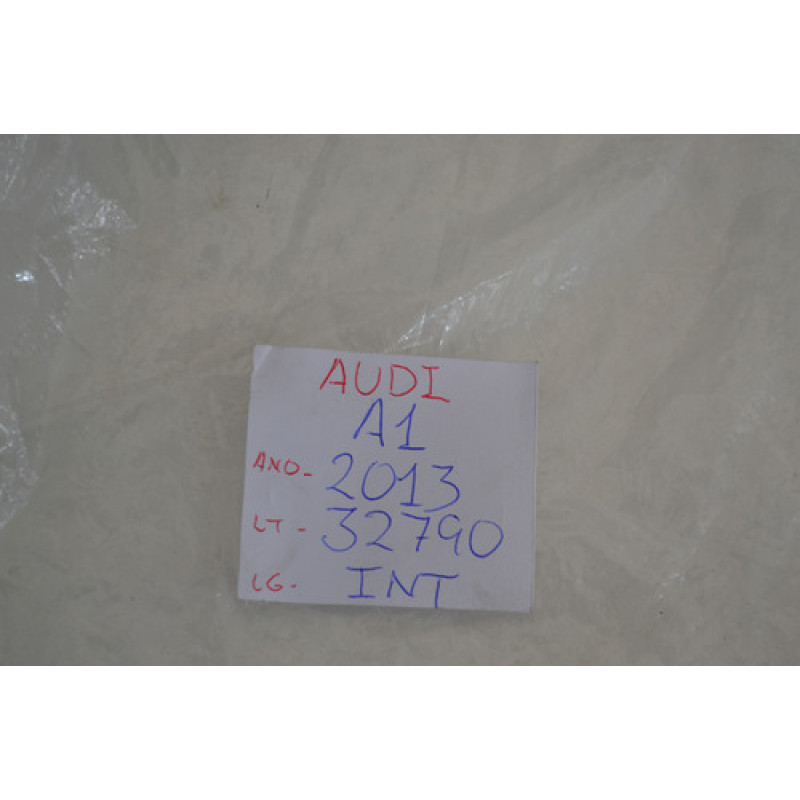 AUDI
A1
ANO- 2013
LT- 32790
LG- INT